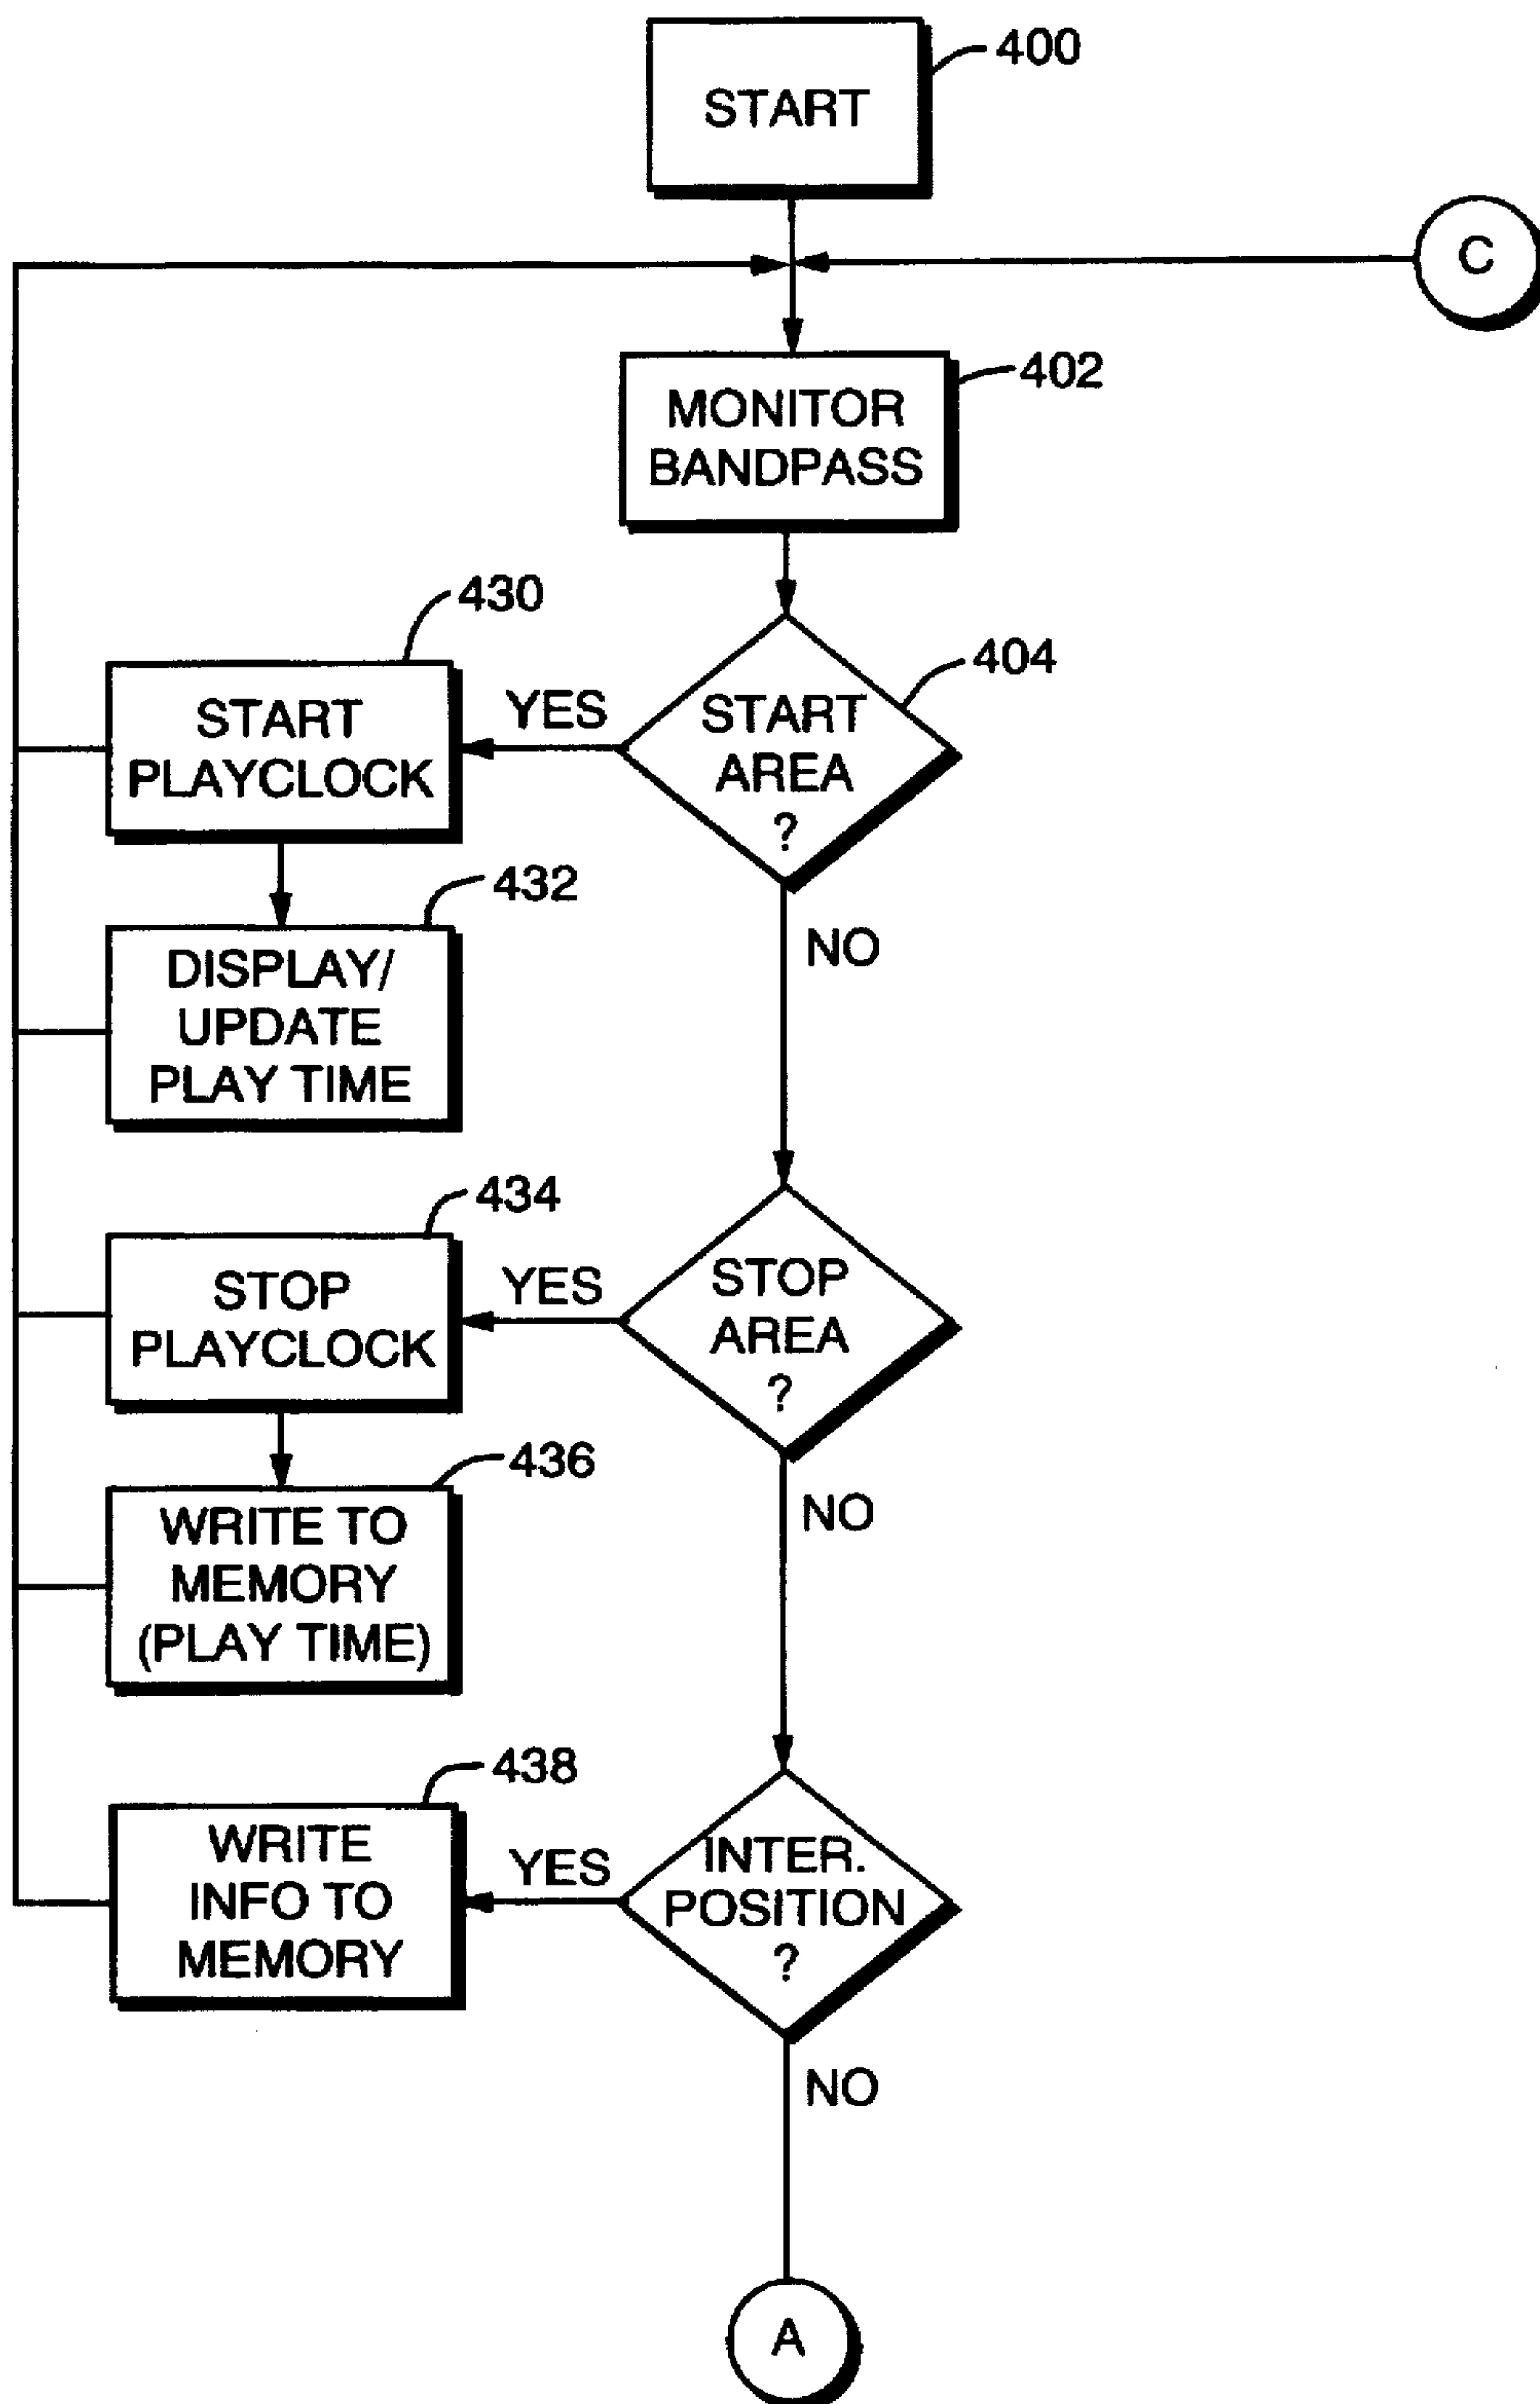 START
400
C
MONITOR
BANDPASS
402
430
START
PLAYCLOCK
YES
START
AREA
?
404
432
DISPLAY/
UPDATE
PLAY TIME
NO
434
STOP
PLAYCLOCK
YES
STOP
AREA
?
436
WRITE TO
MEMORY
(PLAY TIME)
NO
438
WRITE
INFO TO
MEMORY
YES
INTER.
POSITION
?
NO
A